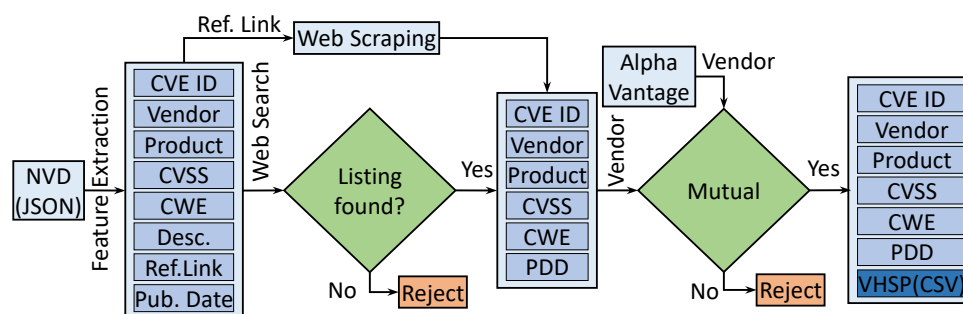 Ref. Link
Web Scraping
NVD
(JSON)
Feature Extraction
CVE ID
Vendor
Product
CVSS
CWE
Desc.
Ref.Link
Pub. Date
Web Search
Listing
found?
Yes
No
Reject
CVE ID
Vendor
Product
CVSS
CWE
PDD
Vendor
Alpha
Vantage
Vendor
Mutual
Yes
No
Reject
CVE ID
Vendor
Product
CVSS
CWE
PDD
VHSP(CSV)